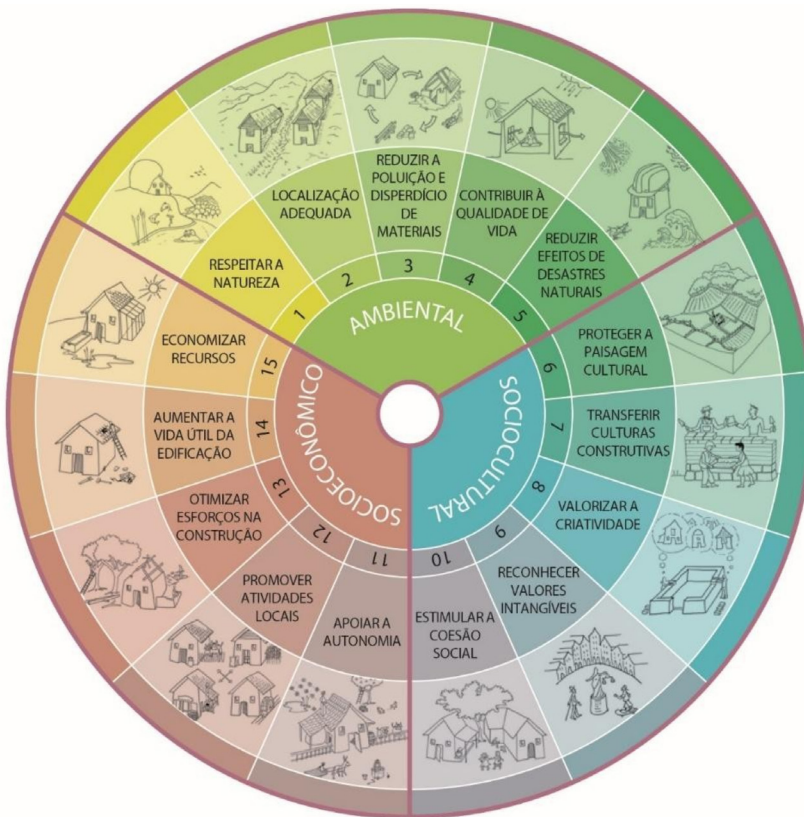 AMBIENTAL
1
RESPEITAR A
NATUREZA
2
LOCALIZAÇÃO
ADEQUADA
3
REDUZIR A
POLUIÇÃO E
DISPERDÍCIO
DE
MATERIAIS
4
CONTRIBUIR À
QUALIDADE DE
VIDA
5
REDUZIR
EFEITOS DE
DESASTRES
NATURAIS
SOCIOCULTURAL
6
PROTEGER A
PAISAGEM
CULTURAL
7
TRANSFERIR
CULTURAS
CONSTRUTIVAS
8
VALORIZAR A
CRIATIVIDADE
9
RECONHECER
VALORES
INTANGÍVEIS
10
ESTIMULAR A
COESÃO
SOCIAL
SOCIOECONÔMICO
11
APOIAR A
AUTONOMIA
12
PROMOVER
ATIVIDADES
LOCAIS
13
OTIMIZAR
ESFORÇOS NA
CONSTRUÇÃO
14
AUMENTAR A
VIDA ÚTIL DA
EDIFICAÇÃO
15
ECONOMIZAR
RECURSOS